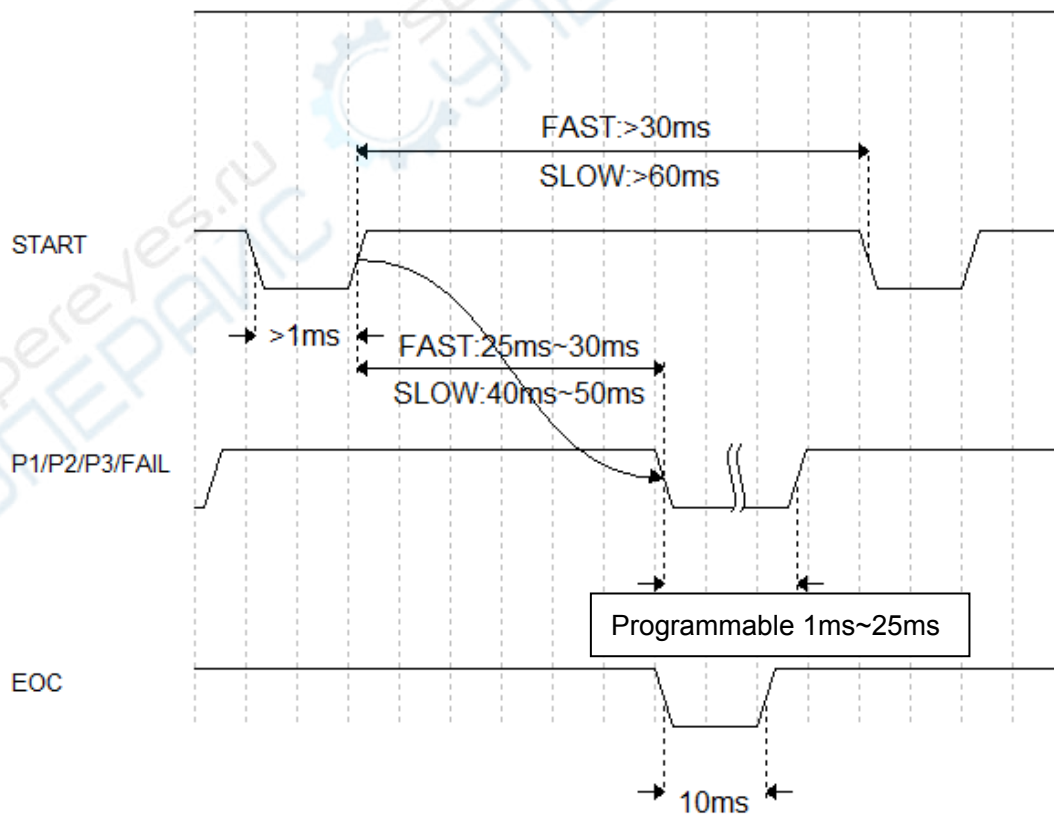 FAST:>30ms
SLOW:>60ms
START
>1ms
FAST:25ms~30ms
SLOW:40ms~50ms
P1/P2/P3/FAIL
Programmable 1ms~25ms
EOC
10ms